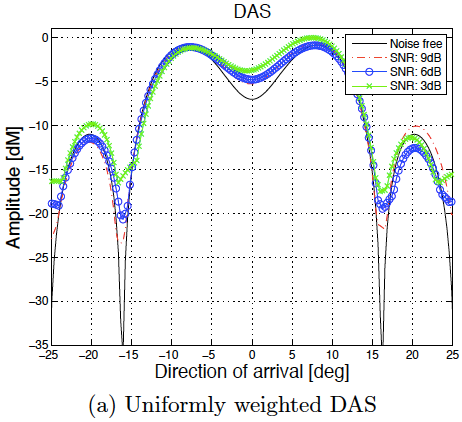 DAS
Noise free
SNR: 9dB
SNR: 6dB
SNR: 3dB
Amplitude [dM]
0
−5
−10
−15
−20
−25
−30
−35
−25 −20 −15 −10 −5 0 5 10 15 20 25
Direction of arrival [deg]
(a) Uniformly weighted DAS